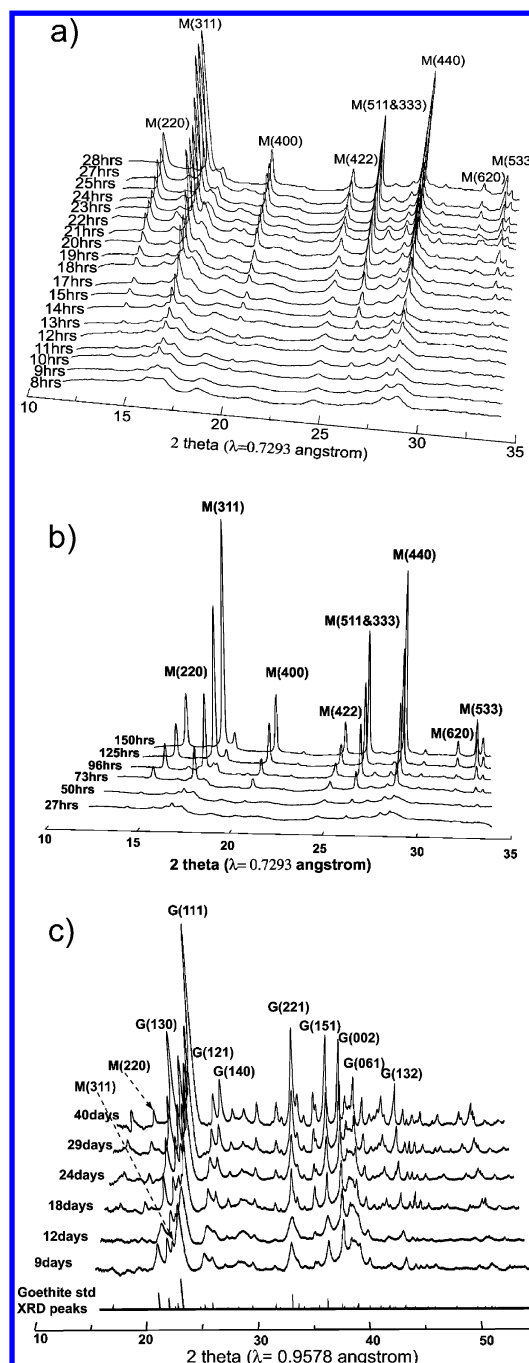 a)
M(311)
M(440)
M(511&333)
M(220)
M(400)
M(422)
M(533)
M(620)
28hrs
27hrs
25hrs
24hrs
23hrs
22hrs
21hrs
20hrs
19hrs
18hrs
17hrs
15hrs
14hrs
13hrs
12hrs
11hrs
10hrs
9hrs
8hrs
10 15 20 25 30 35
2 theta (λ=0.7293 angstrom)
b)
M(311)
M(440)
M(511&333)
M(220)
M(400)
M(422)
M(533)
M(620)
150hrs
125hrs
96hrs
73hrs
50hrs
27hrs
10 15 20 25 30 35
2 theta (λ= 0.7293 angstrom)
c)
G(111)
G(130)
G(221)
G(151)
G(002)
G(121)
G(061)
M(220)
G(140)
G(132)
M(311)
40days
29days
24days
18days
12days
9days
Goethite std
XRD peaks
10 20 30 40 50
2 theta (λ= 0.9578 angstrom)